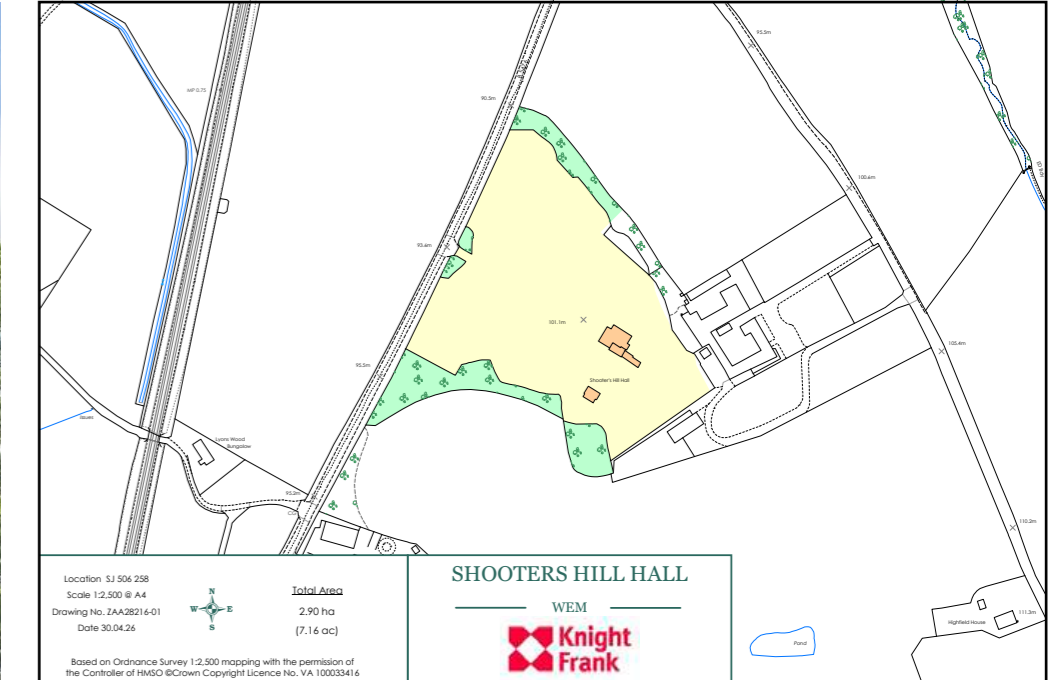 95.5m
MP 0.75
90.5m
100.6m
93.6m
101.1m
105.4m
95.5m
Shooter's Hill Hall
Issues
Lyons Wood
Bungalow
95.2m
110.2m
111.3m
Highfield House
Pond
Location SJ 506 258
Scale 1:2,500 @ A4
Drawing No. ZAA28216-01
Date 30.04.26
N
W E
S
Total Area
2.90 ha
(7.16 ac)
Based on Ordnance Survey 1:2,500 mapping with the permission of
the Controller of HMSO ©Crown Copyright Licence No. VA 100033416
SHOOTERS HILL HALL
WEM
Knight
Frank